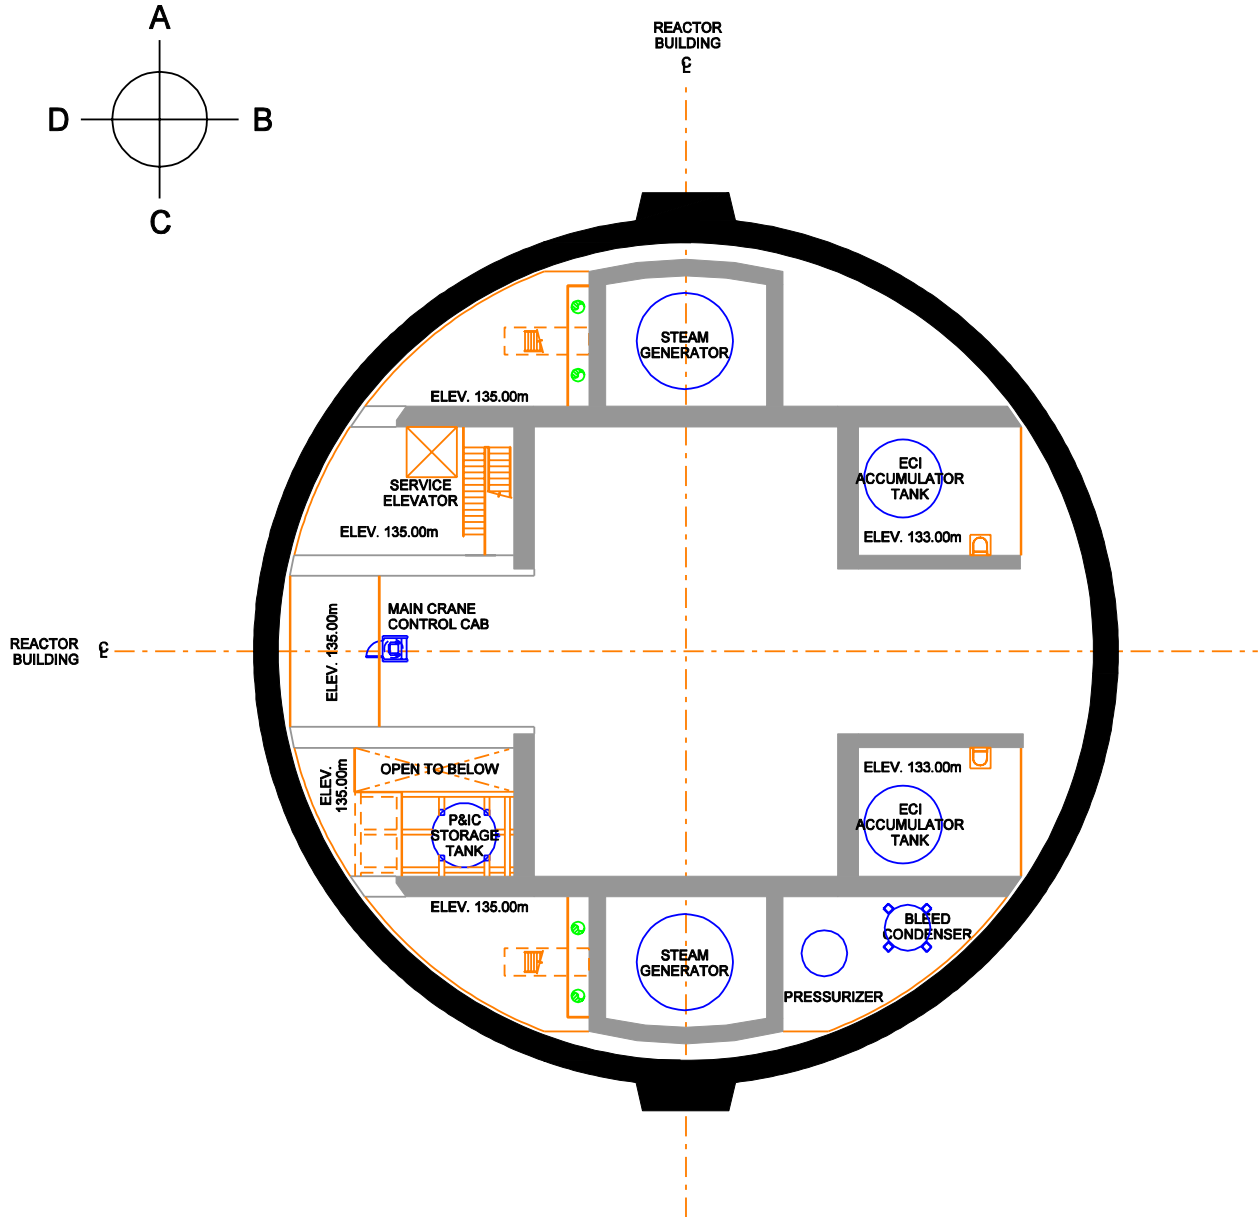 A
D
B
C
REACTOR
BUILDING
℄
STEAM
GENERATOR
ELEV. 135.00m
SERVICE
ELEVATOR
ELEV. 135.00m
ECI
ACCUMULATOR
TANK
ELEV. 133.00m
MAIN CRANE
CONTROL CAB
ELEV. 135.00m
REACTOR
BUILDING
℄
OPEN TO BELOW
ELEV.
135.00m
P&IC
STORAGE
TANK
ELEV. 133.00m
ECI
ACCUMULATOR
TANK
ELEV. 135.00m
STEAM
GENERATOR
BLEED
CONDENSER
PRESSURIZER